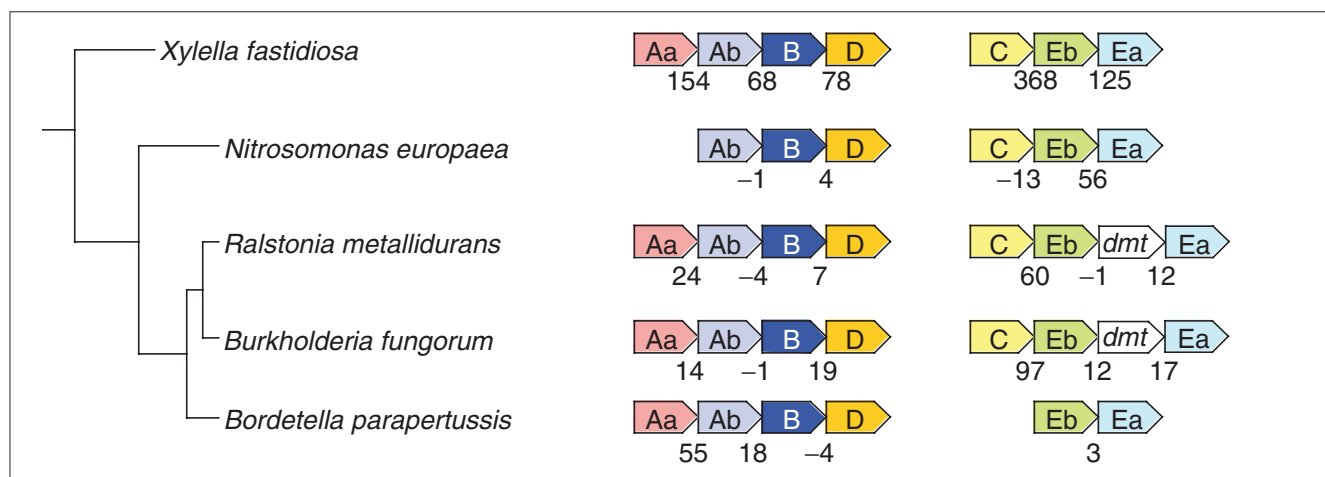 Xylella fastidiosa Aa Ab B D C Eb Ea
154 68 78 368 125
Nitrosomonas europaea Ab B D C Eb Ea
–1 4 –13 56
Ralstonia metallidurans Aa Ab B D C Eb dmt Ea
24 –4 7 60 –1 12
Burkholderia fungorum Aa Ab B D C Eb dmt Ea
14 –1 19 97 12 17
Bordetella parapertussis Aa Ab B D Eb Ea
55 18 –4 3